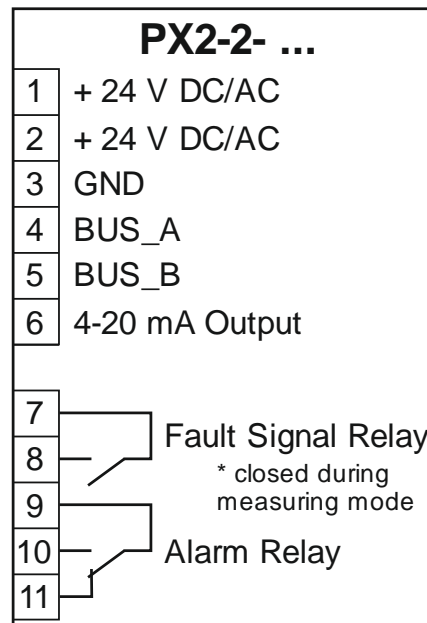 PX2-2- ...
1 + 24 V DC/AC
2 + 24 V DC/AC
3 GND
4 BUS_A
5 BUS_B
6 4-20 mA Output
7
Fault Signal Relay
8
* closed during
9
measuring mode
10 Alarm Relay
11